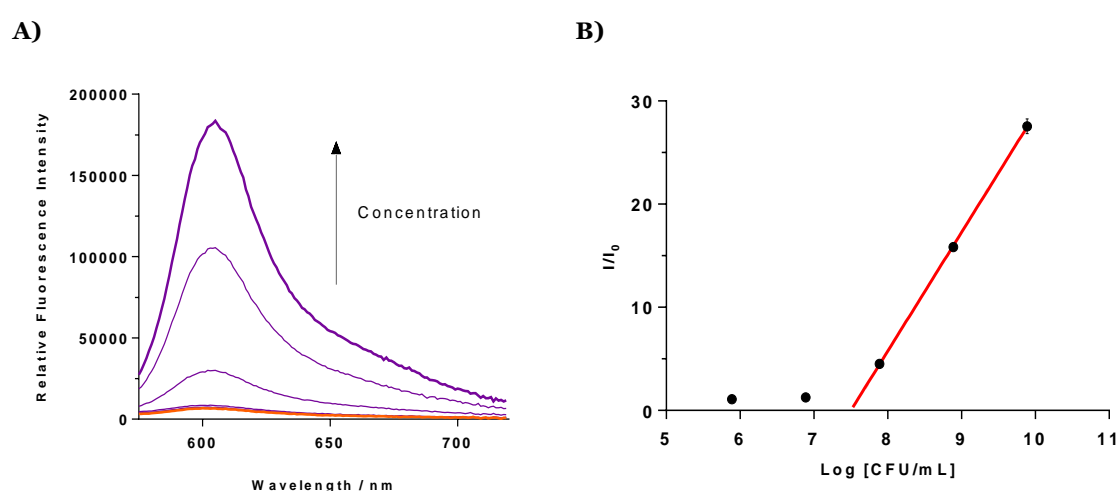 A)
B)
Relative Fluorescence Intensity
200000
150000
100000
50000
0
Concentration
600
650
700
Wavelength / nm
I/I0
30
20
10
0
5
6
7
8
9
10
11
Log [CFU/mL]